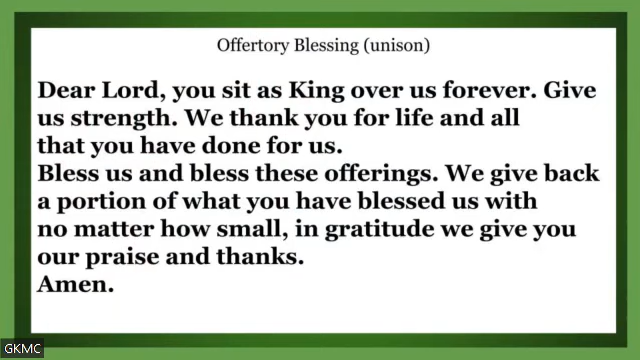 Offertory Blessing (unison)
Dear Lord, you sit as King over us forever. Give
us strength. We thank you for life and all
that you have done for us.
Bless us and bless these offerings. We give back
a portion of what you have blessed us with
no matter how small, in gratitude we give you
our praise and thanks.
Amen.
GKMC